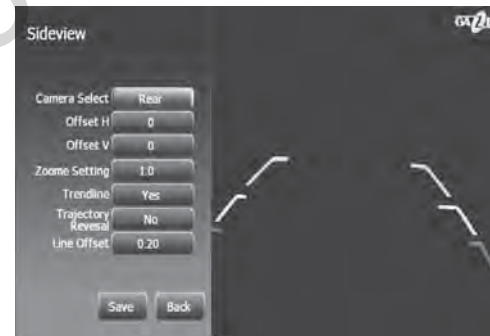 Sideview
Camera Select Rear
Offset H 0
Offset V 0
Zoome Setting 1.0
Trendline Yes
Trajectory
Revesal No
Line Offset 0.20
Save Back